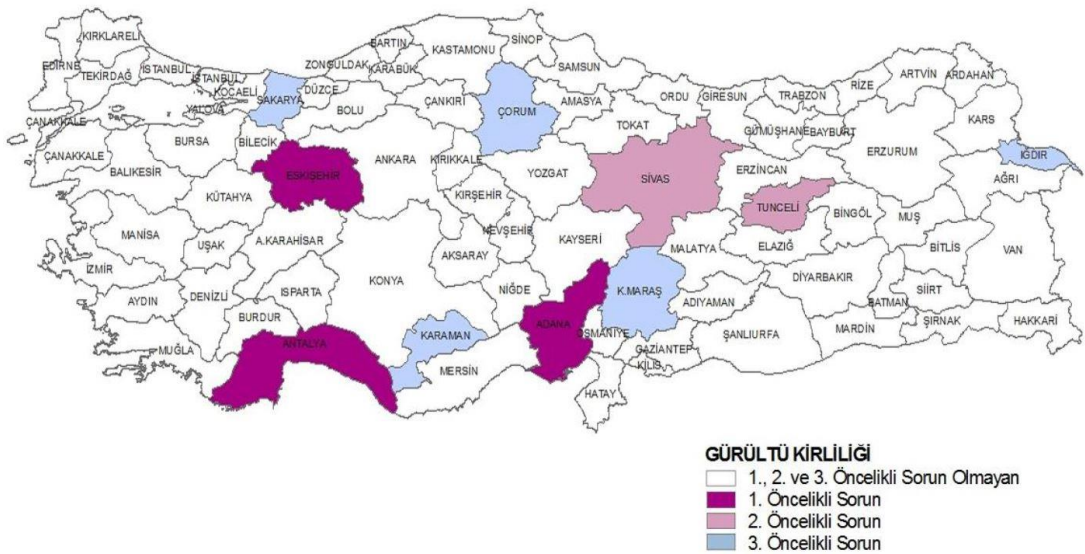 KIRKLARELİ
EDİRNE
TEKİRDAĞ
İSTANBUL
İSTANBUL
KOCAELİ
YALOVA
SAKARYA
DÜZCE
ZONGULDAK
BARTIN
KARABÜK
KASTAMONU
SİNOP
SAMSUN
ÇANAKKALE
ÇANAKKALE
BALIKESİR
BURSA
BİLECİK
BOLU
ÇANKIRI
ÇORUM
AMASYA
ORDU
GİRESUN
TRABZON
RİZE
ARTVİN
ARDAHAN
KARS
TOKAT
GÜMÜŞHANE
BAYBURT
ERZURUM
IĞDIR
AĞRI
ESKİŞEHİR
ANKARA
KIRIKKALE
YOZGAT
SİVAS
ERZİNCAN
TUNCELİ
BİNGÖL
MUŞ
KÜTAHYA
KIRŞEHİR
NEVŞEHİR
KAYSERİ
MALATYA
ELAZIĞ
BİTLİS
VAN
MANİSA
UŞAK
A.KARAHİSAR
KONYA
AKSARAY
NİĞDE
K.MARAŞ
ADIYAMAN
DİYARBAKIR
BATMAN
SİİRT
ŞIRNAK
HAKKARİ
İZMİR
AYDIN
DENİZLİ
ISPARTA
BURDUR
ANTALYA
KARAMAN
MERSİN
ADANA
OSMANİYE
GAZİANTEP
KİLİS
ŞANLIURFA
MARDİN
MUĞLA
HATAY
GÜRÜLTÜ KİRLİLİĞİ
1., 2. ve 3. Öncelikli Sorun Olmayan
1. Öncelikli Sorun
2. Öncelikli Sorun
3. Öncelikli Sorun